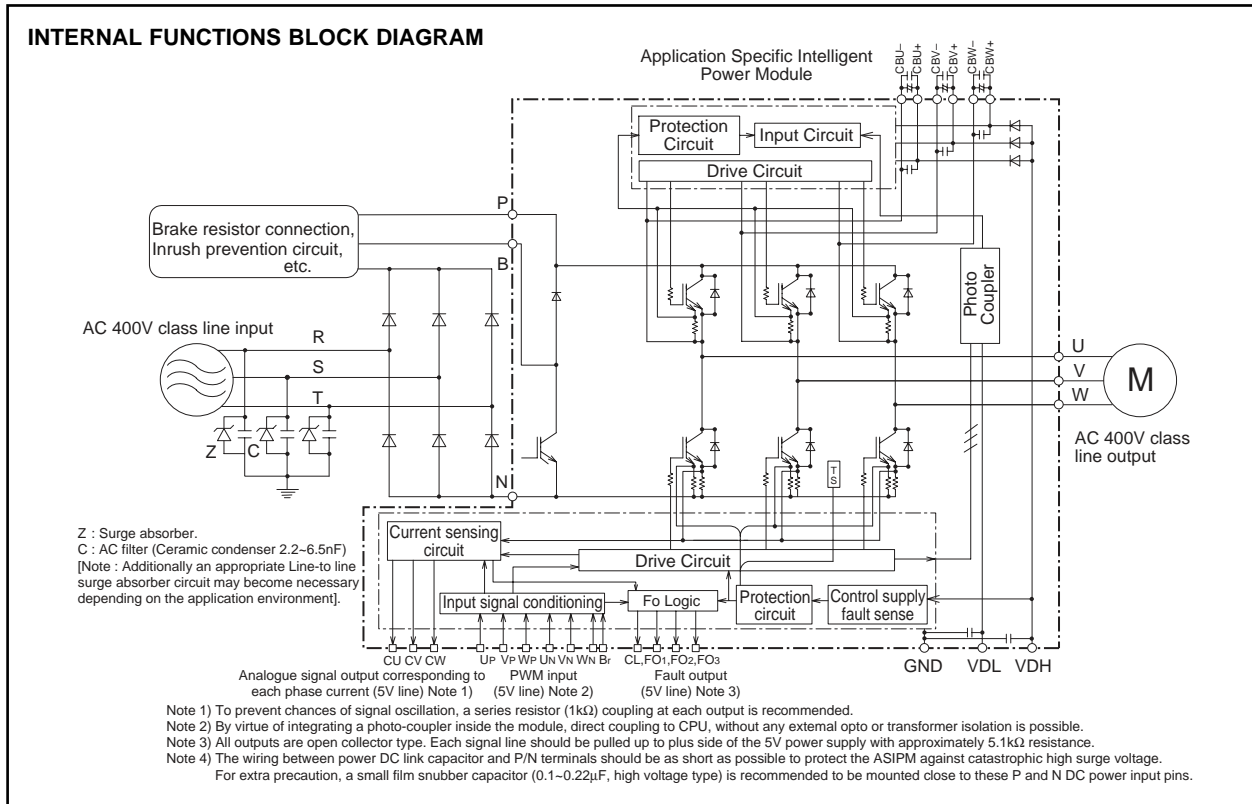 INTERNAL FUNCTIONS BLOCK DIAGRAM
Application Specific Intelligent
Power Module
CBU–
CBU+
CBV–
CBV+
CBW–
CBW+
Protection
Circuit
Input Circuit
Drive Circuit
P
Brake resistor connection,
Inrush prevention circuit,
etc.
B
Photo
Coupler
AC 400V class line input
R
S
T
U
V
W
M
AC 400V class
line output
Z
C
N
TS
Z : Surge absorber.
C : AC filter (Ceramic condenser 2.2~6.5nF)
[Note : Additionally an appropriate Line-to line
surge absorber circuit may become necessary
depending on the application environment].
Current sensing
circuit
Drive Circuit
Input signal conditioning
Fo Logic
Protection
circuit
Control supply
fault sense
CU CV CW
UP VP WP UN VN WN Br
CL,FO1,FO2,FO3
GND
VDL
VDH
Analogue signal output corresponding to
each phase current (5V line) Note 1)
PWM input
(5V line) Note 2)
Fault output
(5V line) Note 3)
Note 1) To prevent chances of signal oscillation, a series resistor (1kΩ) coupling at each output is recommended.
Note 2) By virtue of integrating a photo-coupler inside the module, direct coupling to CPU, without any external opto or transformer isolation is possible.
Note 3) All outputs are open collector type. Each signal line should be pulled up to plus side of the 5V power supply with approximately 5.1kΩ resistance.
Note 4) The wiring between power DC link capacitor and P/N terminals should be as short as possible to protect the ASIPM against catastrophic high surge voltage.
For extra precaution, a small film snubber capacitor (0.1~0.22μF, high voltage type) is recommended to be mounted close to these P and N DC power input pins.